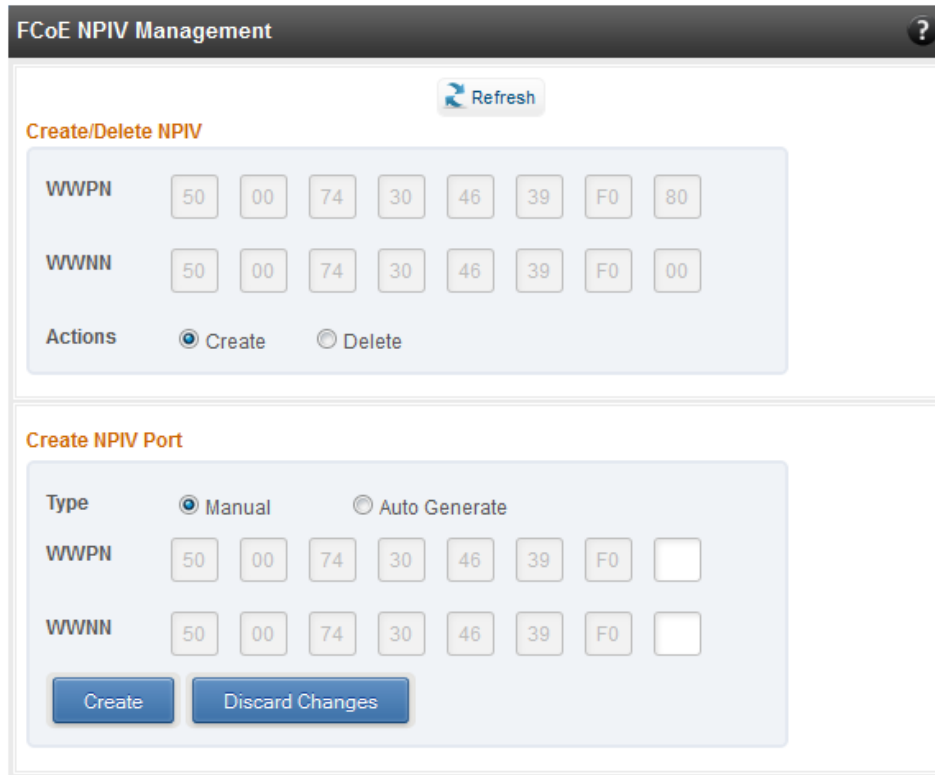 FCoE NPIV Management ?
Refresh
Create/Delete NPIV
WWPN 50 00 74 30 46 39 F0 80
WWNN 50 00 74 30 46 39 F0 00
Actions Create Delete
Create NPIV Port
Type Manual Auto Generate
WWPN 50 00 74 30 46 39 F0
WWNN 50 00 74 30 46 39 F0
Create Discard Changes